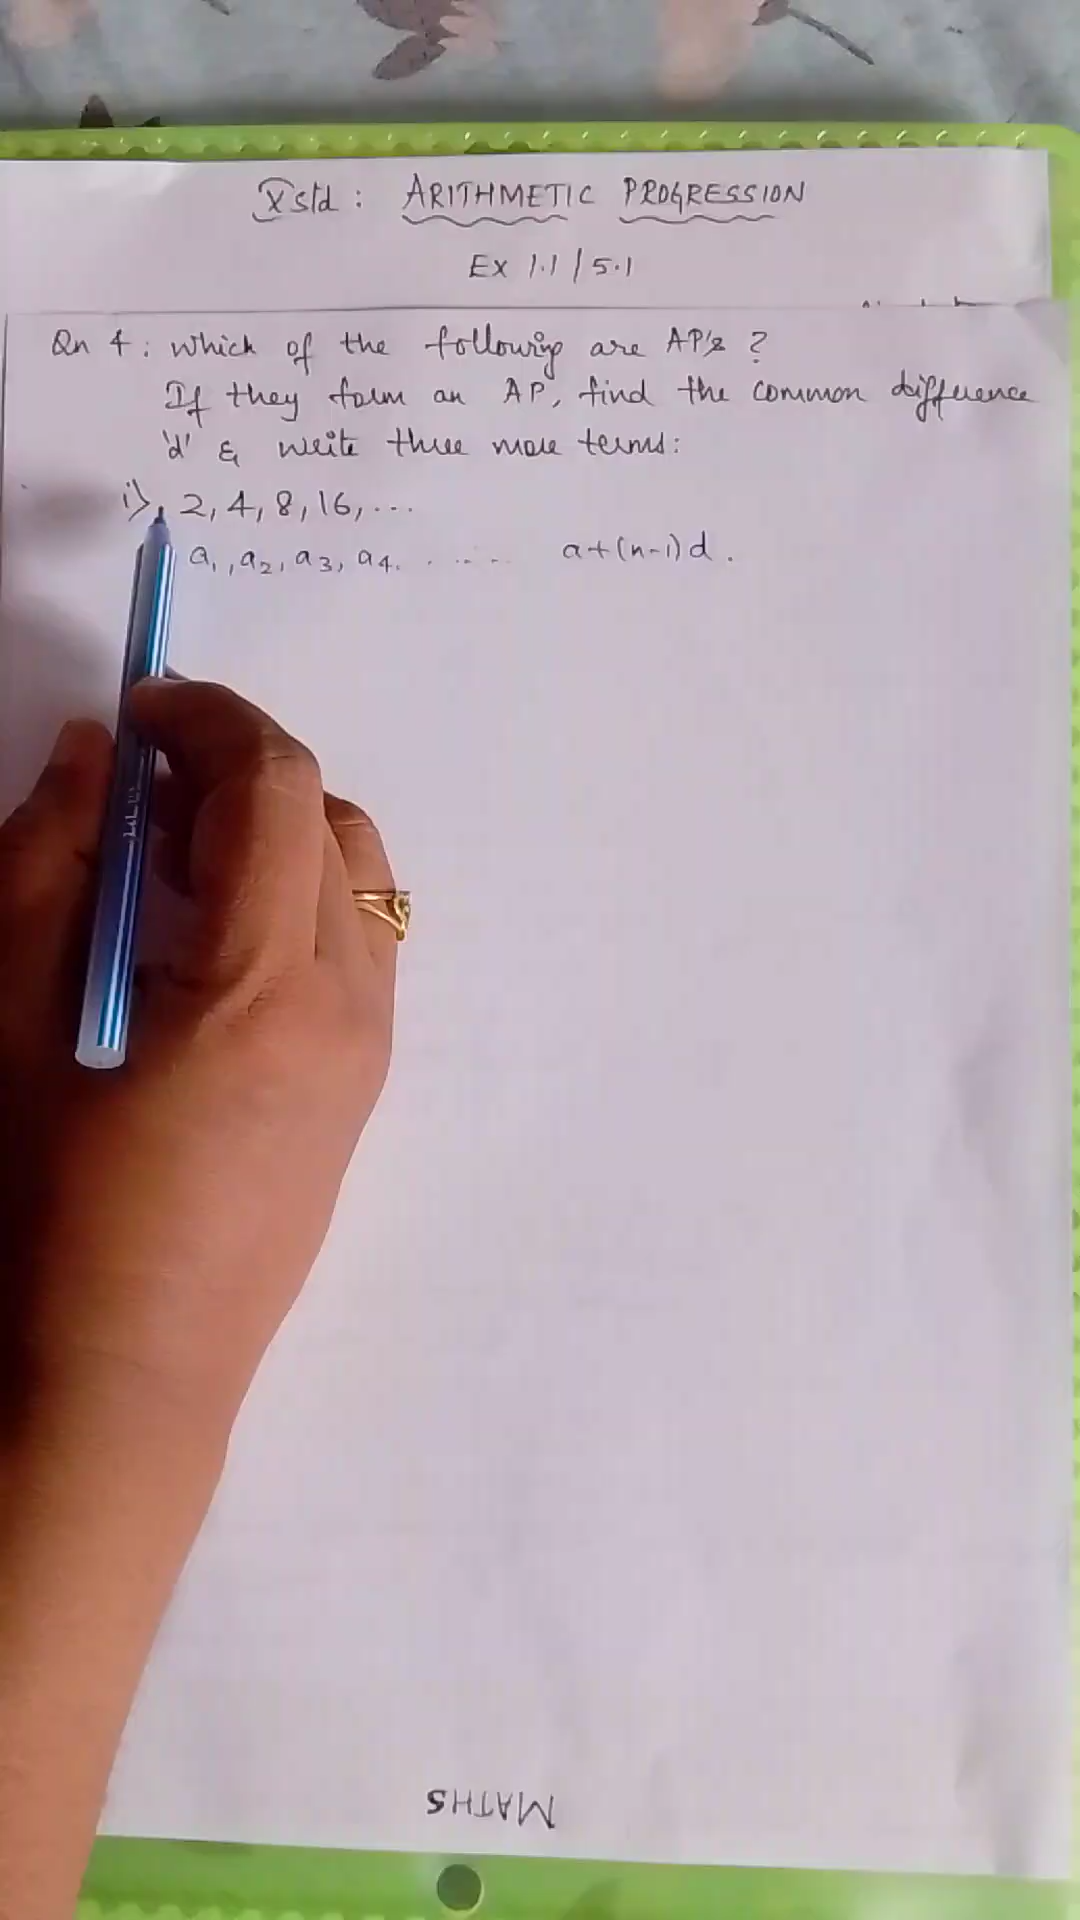 X std : ARITHMETIC PROGRESSION
Ex 1.1 / 5.1
Qn 4 : Which of the following are AP's ?
If they form an AP, find the common difference
'd' & write three more terms:
i) 2, 4, 8, 16, ...
a₁, a₂, a₃, a₄. . ..... a+(n-1)d .
MATHS